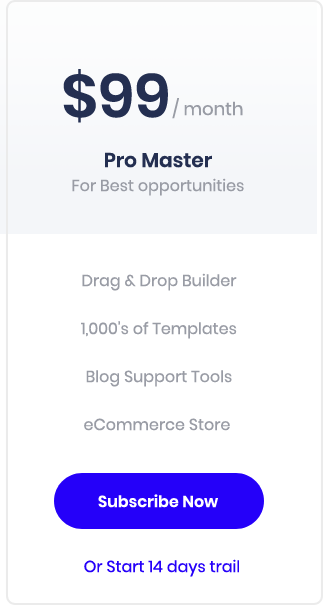 $99/ month
Pro Master
For Best opportunities
Drag & Drop Builder
1,000's of Templates
Blog Support Tools
eCommerce Store
Subscribe Now
Or Start 14 days trail